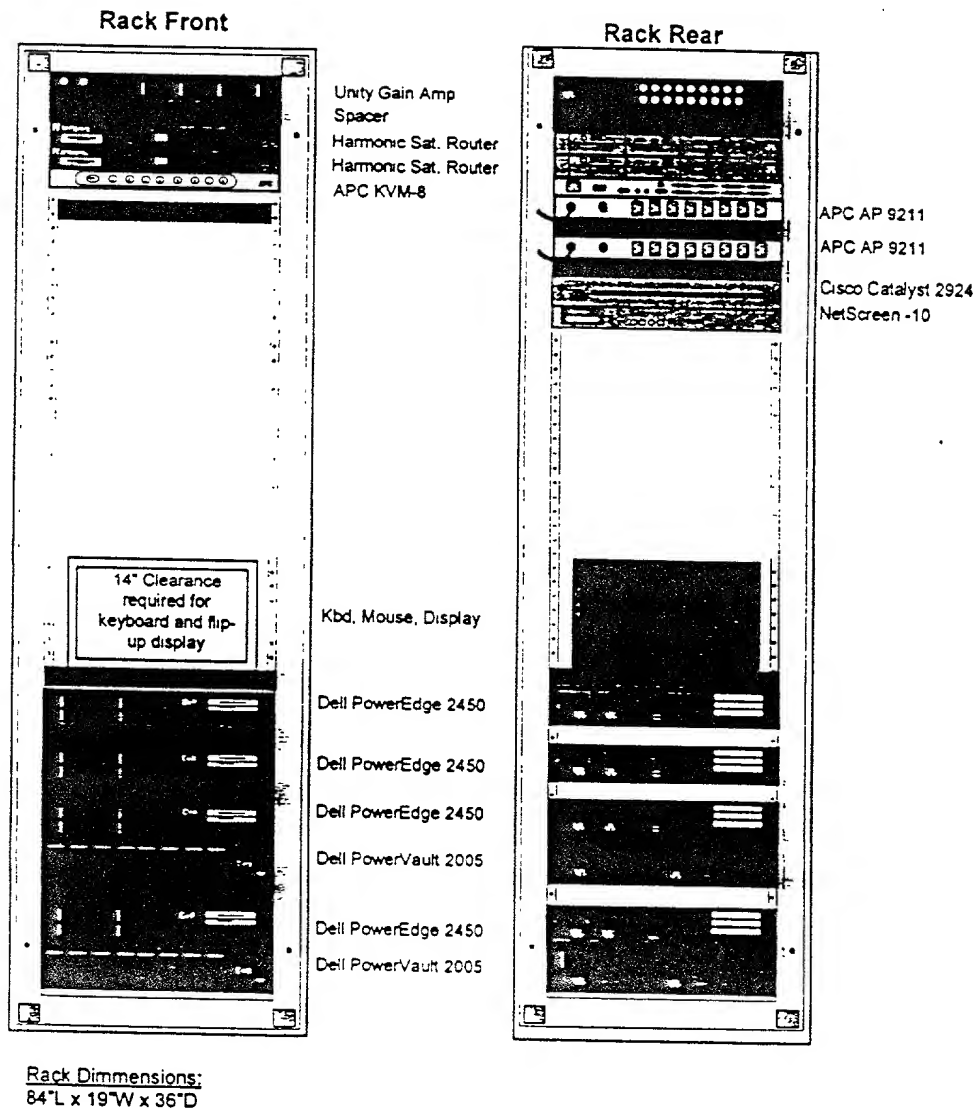 Rack Front
Rack Rear
Unity Gain Amp
Spacer
Harmonic Sat. Router
Harmonic Sat. Router
APC KVM-8
APC AP 9211
APC AP 9211
Cisco Catalyst 2924
NetScreen -10
14" Clearance
required for
keyboard and flip-
up display
Kbd, Mouse, Display
Dell PowerEdge 2450
Dell PowerEdge 2450
Dell PowerEdge 2450
Dell PowerVault 2005
Dell PowerEdge 2450
Dell PowerVault 2005
Rack Dimmensions:
84"L x 19"W x 36"D